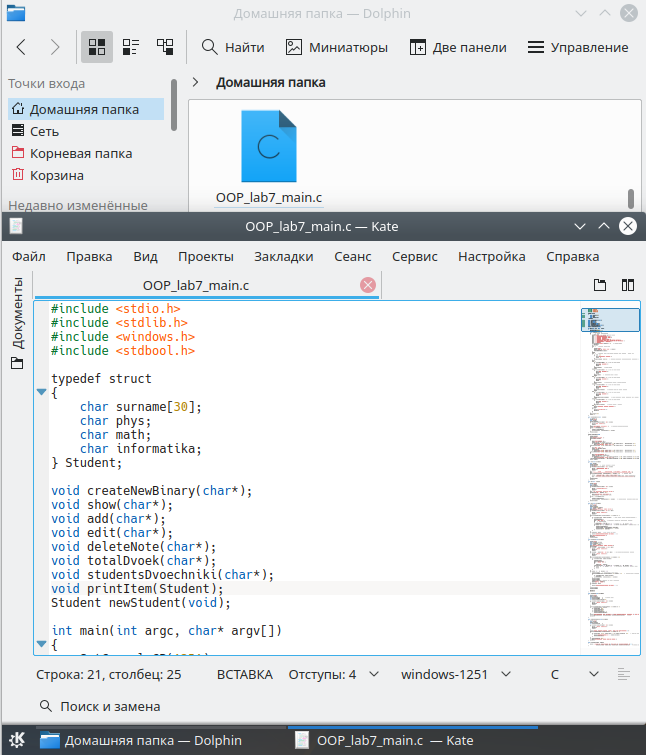 Домашняя папка — Dolphin
Найти
Миниатюры
Две панели
Управление
Точки входа
Домашняя папка
Сеть
Корневая папка
Корзина
Недавно изменённые
Домашняя папка
C
OOP_lab7_main.c
OOP_lab7_main.c — Kate
Файл Правка Вид Проекты Закладки Сеанс Сервис Настройка Справка
Документы
OOP_lab7_main.c
#include <stdio.h>
#include <stdlib.h>
#include <windows.h>
#include <stdbool.h>
typedef struct
{
char surname[30];
char phys;
char math;
char informatika;
} Student;
void createNewBinary(char*);
void show(char*);
void add(char*);
void edit(char*);
void deleteNote(char*);
void totalDvoek(char*);
void studentsDvoechniki(char*);
void printItem(Student);
Student newStudent(void);
int main(int argc, char* argv[])
{
Строка: 21, столбец: 25 ВСТАВКА Отступы: 4 windows-1251 C
Поиск и замена
Домашняя папка — Dolphin
OOP_lab7_main.c — Kate